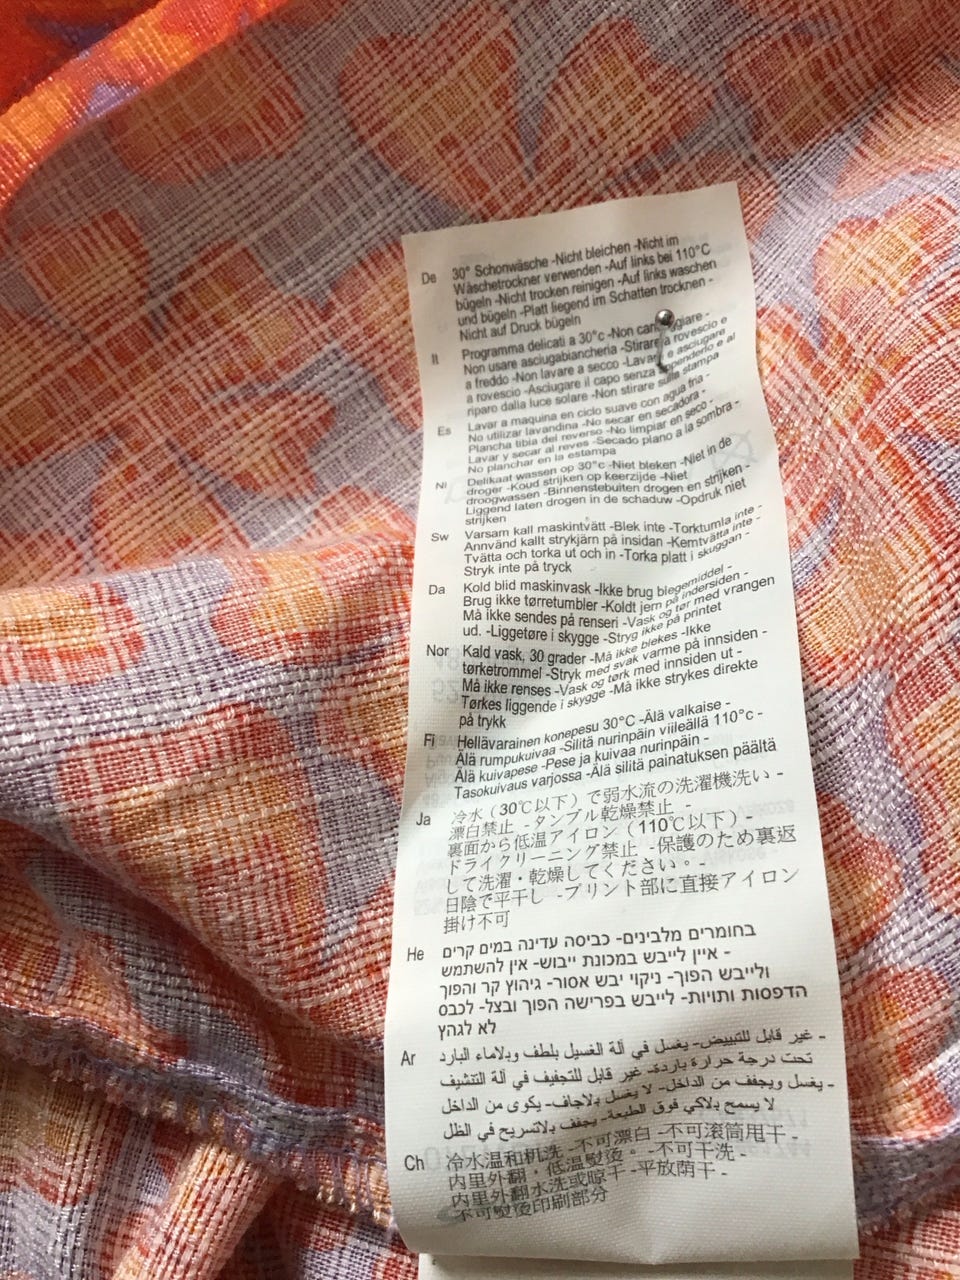 De 30° Schonwäsche -Nicht bleichen -Nicht im
Wäschetrockner verwenden -Auf links bei 110°C
bügeln -Nicht trocken reinigen -Auf links waschen
und bügeln -Platt liegend im Schatten trocknen -
Nicht auf Druck bügeln
It Programma delicati a 30°c -Non -
Non usare asciugabiancheria -Stirare a rovescio e
a freddo -Non lavare a secco -Lavar e asciugare
a rovescio -Asciugare il capo senza al
riparo dalla luce solare -Non stirare sulla stampa
Es Lavar a maquina en ciclo suave con agua fria -
No utilizar lavandina -No secar en secadora -
Plancha tibia del reverso -No limpiar en seco -
Lavar y secar al reves -Secado plano a la sombra -
No planchar en la estampa
Nl Delikaat wassen op 30°c -Niet bleken -Niet in de
droger -Koud strijken op keerzijde -Niet
droogwassen -Binnenstebuiten drogen en strijken -
Liggend laten drogen in de schaduw -Opdruk niet
strijken
Sw Varsam kall maskintvätt -Blek inte -Torktumla inte -
Annvänd kallt strykjärn på insidan -Kemtvätta inte -
Tvätta och torka ut och in -Torka platt i skuggan -
Stryk inte på tryck
Da Kold blid maskinvask -Ikke brug blegemiddel -
Brug ikke tørretumbler -Koldt jern på indersiden -
Må ikke sendes på renseri -Vask og tør med vrangen
ud. -Liggetøre i skygge -Stryg ikke på printet
Nor Kald vask, 30 grader -Må ikke blekes -Ikke
tørketrommel -Stryk med svak varme på innsiden -
Må ikke renses -Vask og tørk med innsiden ut -
Tørkes liggende i skygge -Må ikke strykes direkte
på trykk
Fi Hellävarainen konepesu 30°C -Älä valkaise -
Älä rumpukuivaa -Silitä nurinpäin viileällä 110°c -
Älä kuivapese -Pese ja kuivaa nurinpäin -
Tasokuivaus varjossa -Älä silitä painatuksen päältä
Ja 冷水（30℃以下）で弱水流の洗濯機洗い -
漂白禁止 -タンブル乾燥禁止 -
裏面から低温アイロン（110℃以下）-
ドライクリーニング禁止 -保護のため裏返
して洗濯・乾燥してください。-
日陰で平干し -プリント部に直接アイロン
掛け不可
He בחומרים מלבינים- כביסה עדינה במים קרים
- איין לייבש במכונת ייבוש- אין להשתמש
ולייבש הפוך- ניקוי יבש אסור- גיהוץ קר והפוך
הדפסות ותויות- לייבש בפרישה הפוך ובצל- לכבס
לא לגהץ
Ar - غير قابل للتبييض- يغسل في آلة الغسيل بلطف وبلاماء البارد
تحت درجة حرارة باردة- غير قابل للتجفيف في آلة التنشيف
- يغسل ويجفف من الداخل- لا يغسل بلاجاف- يكوى من الداخل
لا يسمح بلاكي فوق الطبعة- يجفف بلاتسريح في الظل
Ch 冷水温和机洗 -不可漂白 -不可滚筒甩干 -
内里外翻・低温熨烫。-不可干洗 -
内里外翻水洗或晾干 -平放荫干 -
不可熨烫印刷部分